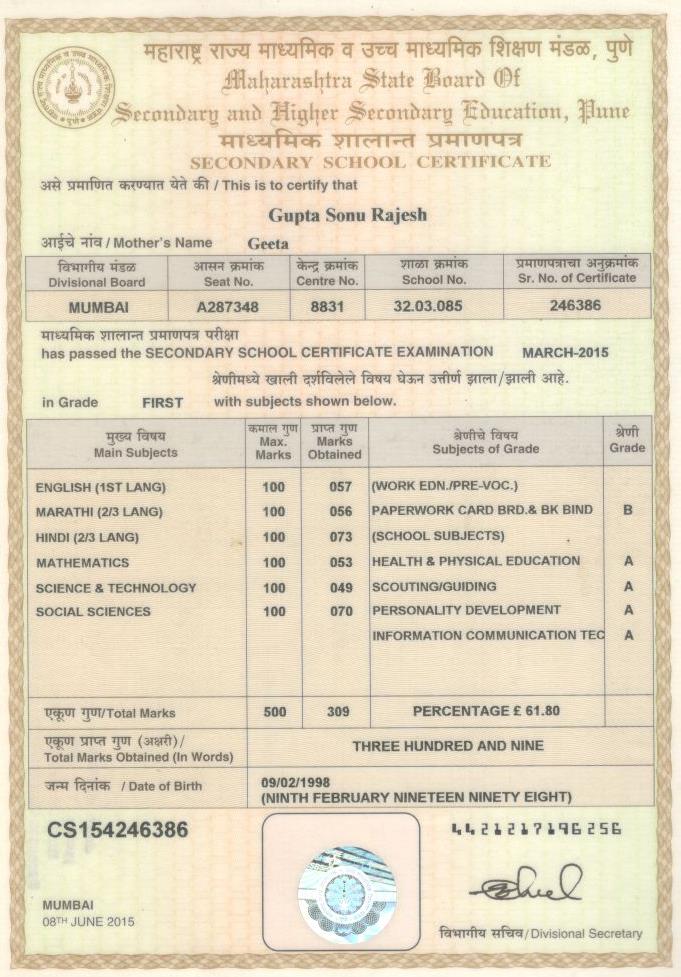 महाराष्ट्र राज्य माध्यमिक व उच्च माध्यमिक शिक्षण मंडळ, पुणे
Maharashtra State Board Of
Secondary and Higher Secondary Education, Pune
माध्यमिक शालान्त प्रमाणपत्र
SECONDARY SCHOOL CERTIFICATE
असे प्रमाणित करण्यात येते की / This is to certify that
Gupta Sonu Rajesh
आईचे नांव / Mother's Name Geeta
विभागीय मंडळ आसन क्रमांक केन्द्र क्रमांक शाळा क्रमांक प्रमाणपत्राचा अनुक्रमांक
Divisional Board Seat No. Centre No. School No. Sr. No. of Certificate
MUMBAI A287348 8831 32.03.085 246386
माध्यमिक शालान्त प्रमाणपत्र परीक्षा
has passed the SECONDARY SCHOOL CERTIFICATE EXAMINATION MARCH-2015
श्रेणीमध्ये खाली दर्शविलेले विषय घेऊन उत्तीर्ण झाला/झाली आहे.
in Grade FIRST with subjects shown below.
मुख्य विषय कमाल गुण प्राप्त गुण श्रेणीचे विषय श्रेणी
Main Subjects Max. Marks Marks Obtained Subjects of Grade Grade
ENGLISH (1ST LANG) 100 057 (WORK EDN./PRE-VOC.)
MARATHI (2/3 LANG) 100 056 PAPERWORK CARD BRD.& BK BIND B
HINDI (2/3 LANG) 100 073 (SCHOOL SUBJECTS)
MATHEMATICS 100 053 HEALTH & PHYSICAL EDUCATION A
SCIENCE & TECHNOLOGY 100 049 SCOUTING/GUIDING A
SOCIAL SCIENCES 100 070 PERSONALITY DEVELOPMENT A
INFORMATION COMMUNICATION TEC A
एकूण गुण/Total Marks 500 309 PERCENTAGE £ 61.80
एकूण प्राप्त गुण (अक्षरी)/
Total Marks Obtained (In Words) THREE HUNDRED AND NINE
जन्म दिनांक / Date of Birth 09/02/1998
(NINTH FEBRUARY NINETEEN NINETY EIGHT)
CS154246386 4421217196256
MUMBAI
08TH JUNE 2015
विभागीय सचिव/Divisional Secretary